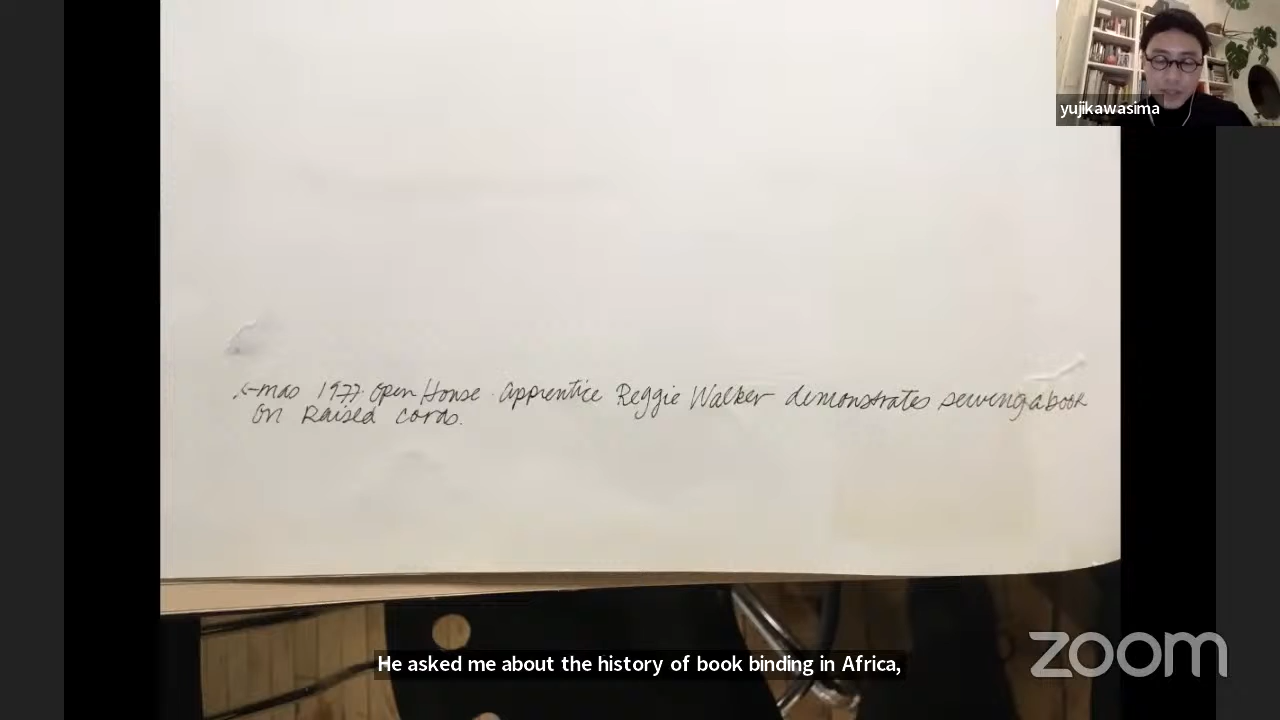 yujikawasima
x-mas 1977. Open House. Apprentice Reggie Walker demonstrates sewing a book
on Raised cords.
He asked me about the history of book binding in Africa,
zoom